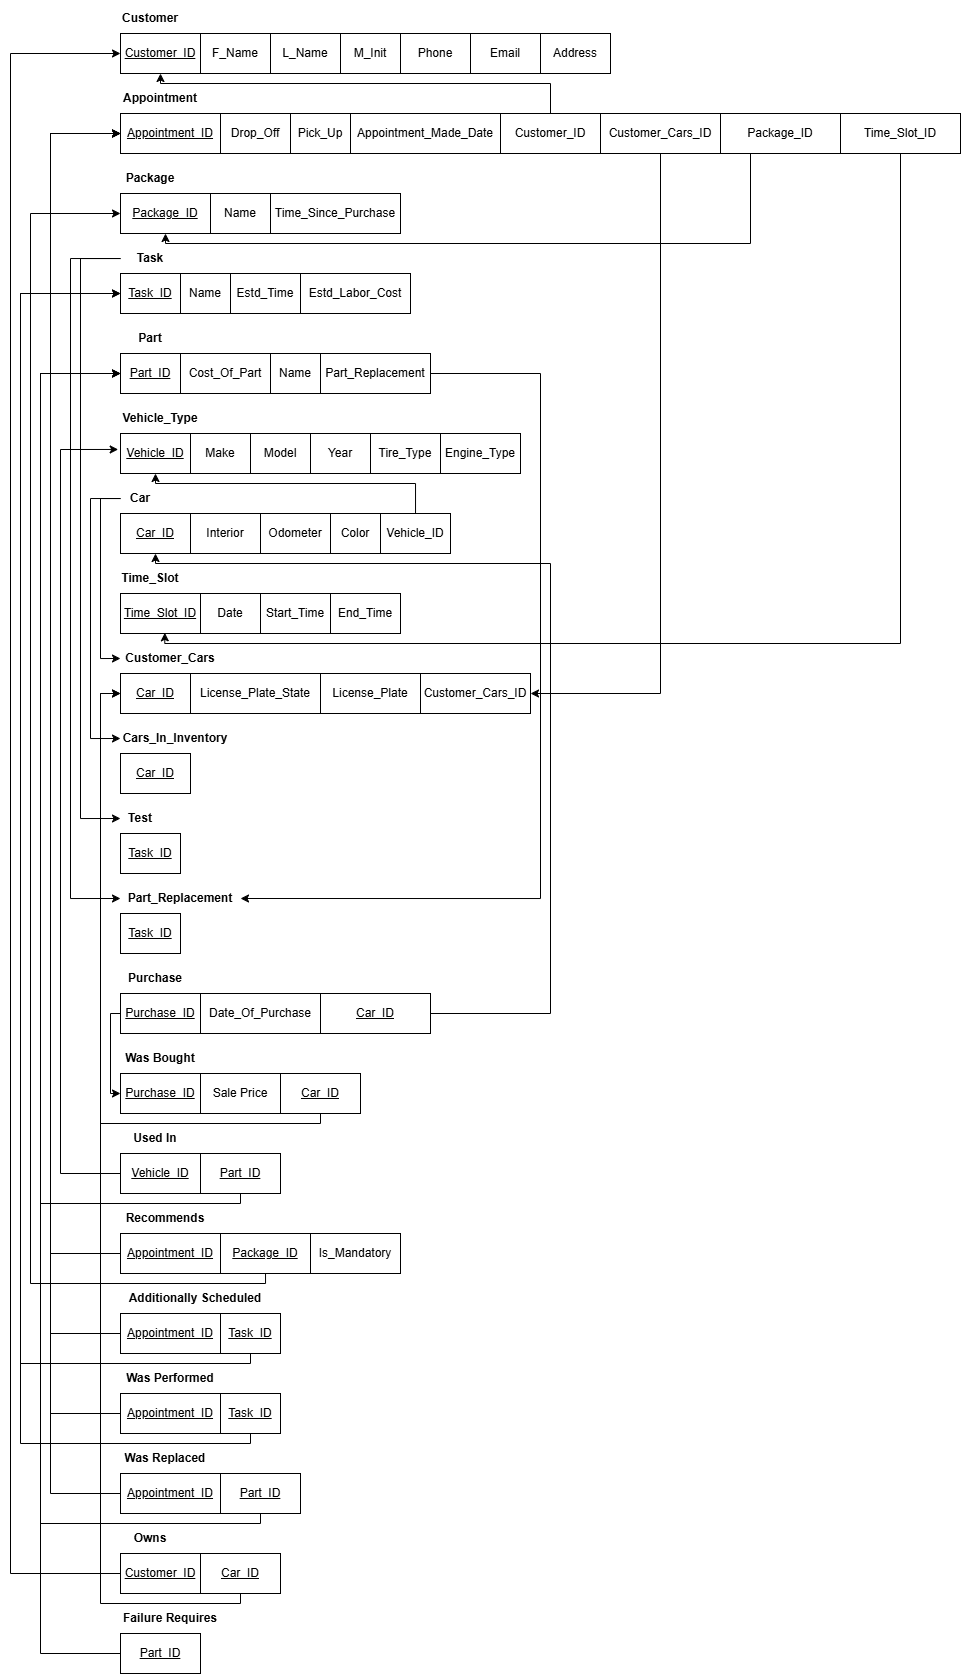 Customer
Customer_ID F_Name L_Name M_Init Phone Email Address
Appointment
Appointment_ID Drop_Off Pick_Up Appointment_Made_Date Customer_ID Customer_Cars_ID Package_ID Time_Slot_ID
Package
Package_ID Name Time_Since_Purchase
Task
Task_ID Name Estd_Time Estd_Labor_Cost
Part
Part_ID Cost_Of_Part Name Part_Replacement
Vehicle_Type
Vehicle_ID Make Model Year Tire_Type Engine_Type
Car
Car_ID Interior Odometer Color Vehicle_ID
Time_Slot
Time_Slot_ID Date Start_Time End_Time
Customer_Cars
Car_ID License_Plate_State License_Plate Customer_Cars_ID
Cars_In_Inventory
Car_ID
Test
Task_ID
Part_Replacement
Task_ID
Purchase
Purchase_ID Date_Of_Purchase Car_ID
Was Bought
Purchase_ID Sale Price Car_ID
Used In
Vehicle_ID Part_ID
Recommends
Appointment_ID Package_ID Is_Mandatory
Additionally Scheduled
Appointment_ID Task_ID
Was Performed
Appointment_ID Task_ID
Was Replaced
Appointment_ID Part_ID
Owns
Customer_ID Car_ID
Failure Requires
Part_ID